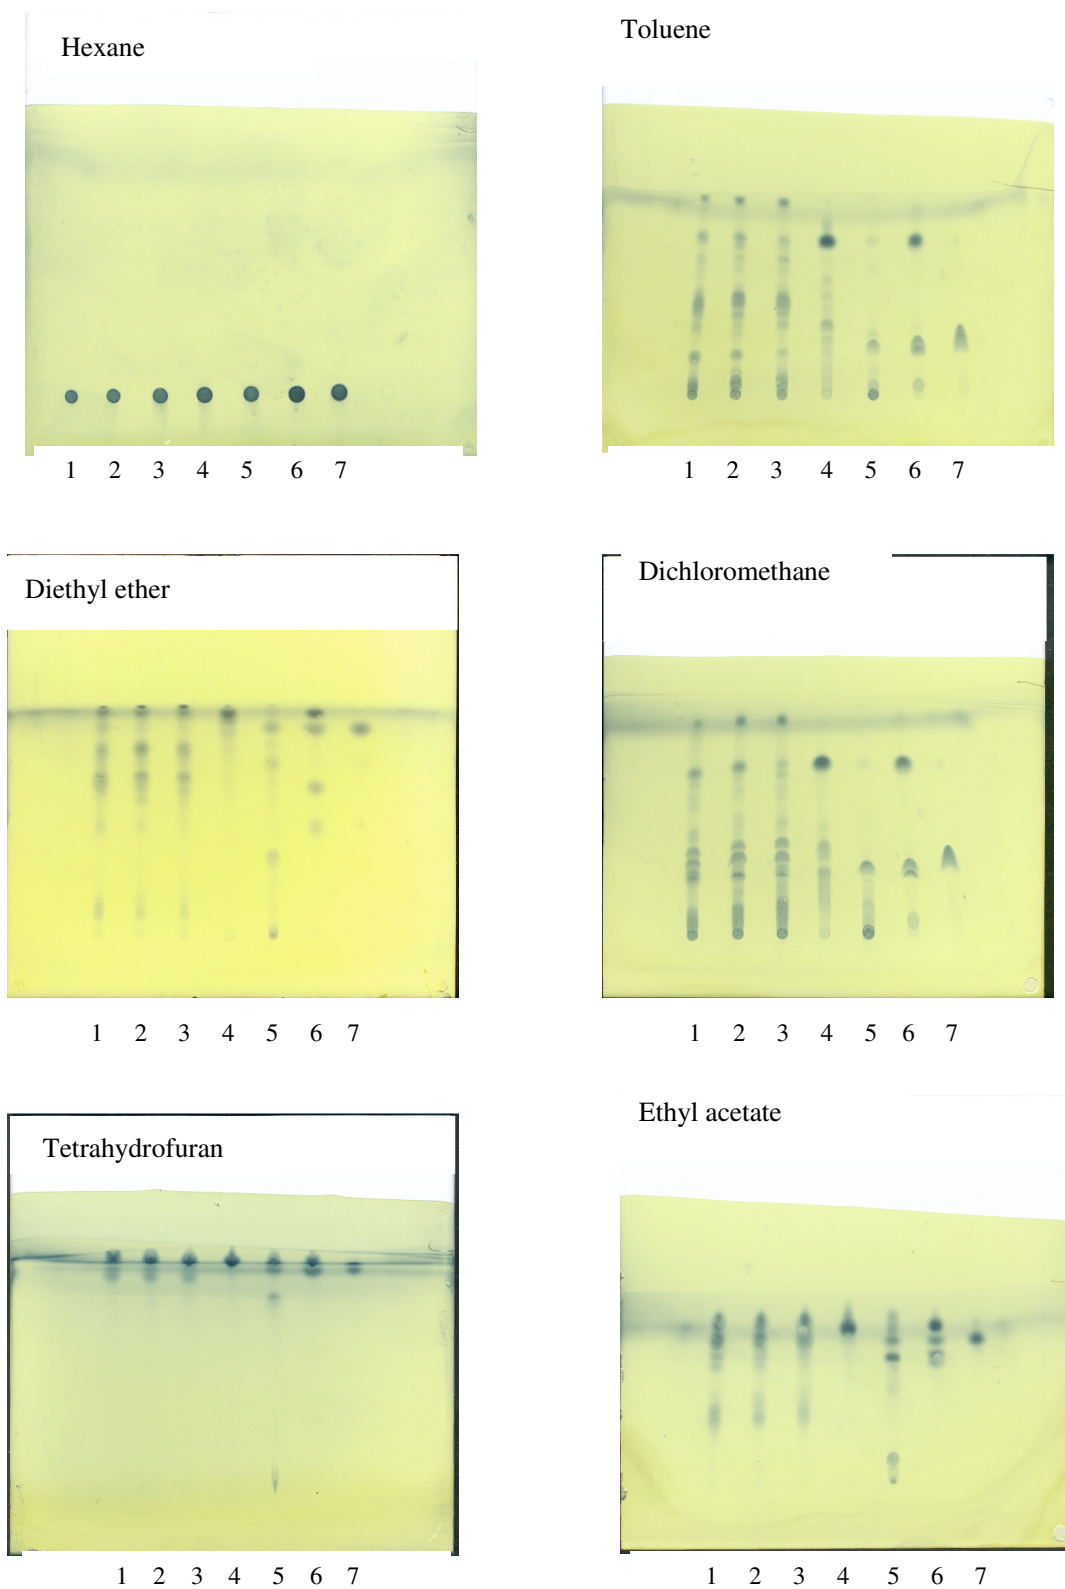 Hexane
Toluene
1 2 3 4 5 6 7
1 2 3 4 5 6 7
Diethyl ether
Dichloromethane
1 2 3 4 5 6 7
1 2 3 4 5 6 7
Tetrahydrofuran
Ethyl acetate
1 2 3 4 5 6 7
1 2 3 4 5 6 7